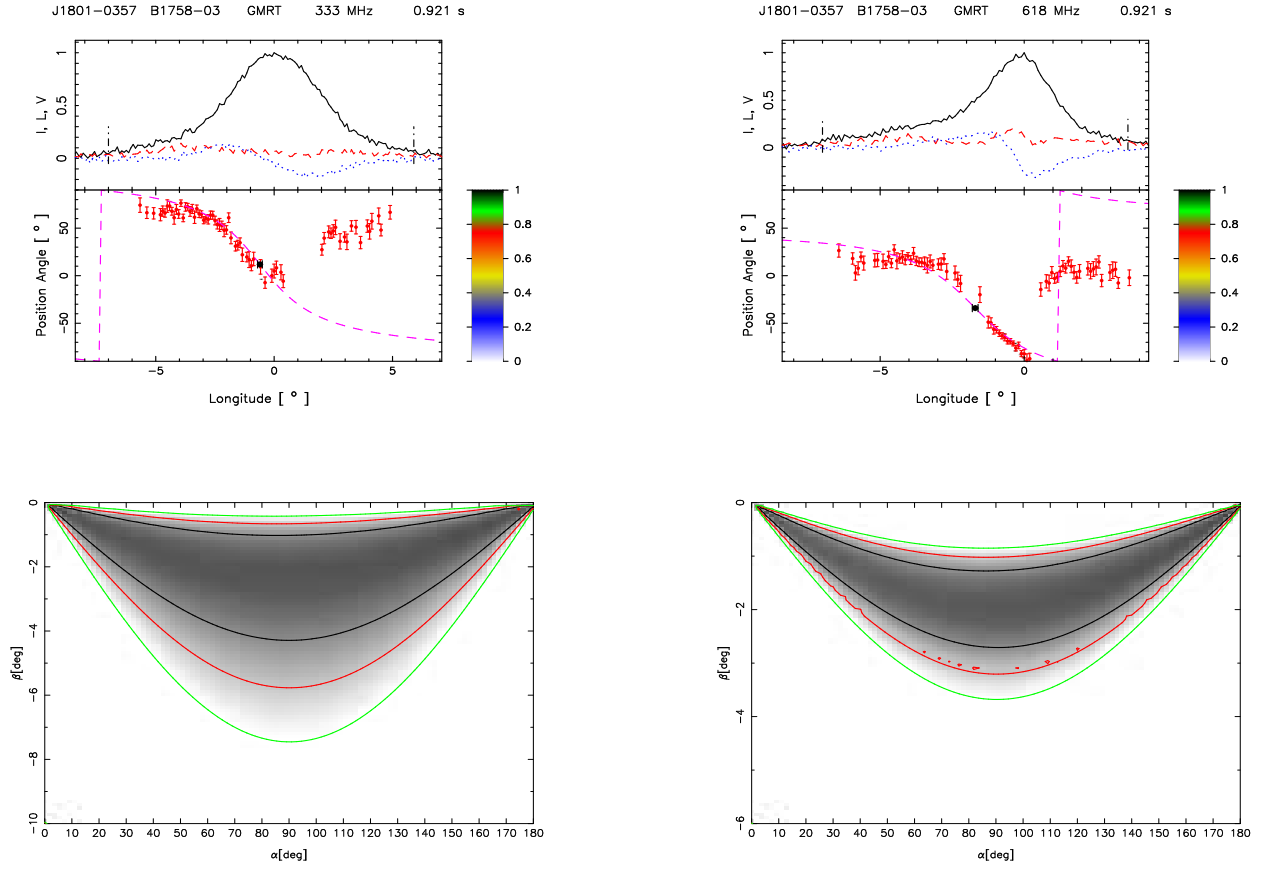 J1801−0357 B1758−03 GMRT 333 MHz 0.921 s
I, L, V
1
0.5
0
Position Angle [ ° ]
50
0
50
−5 0 5
Longitude [ ° ]
1
0.8
0.6
0.4
0.2
0
J1801−0357 B1758−03 GMRT 618 MHz 0.921 s
I, L, V
1
0.5
0
Position Angle [ ° ]
50
0
50
−5 0
Longitude [ ° ]
1
0.8
0.6
0.4
0.2
0
β[deg]
0
−2
−4
−6
−8
−10
0 10 20 30 40 50 60 70 80 90 100 110 120 130 140 150 160 170 180
α[deg]
β[deg]
0
−2
−4
−6
0 10 20 30 40 50 60 70 80 90 100 110 120 130 140 150 160 170 180
α[deg]